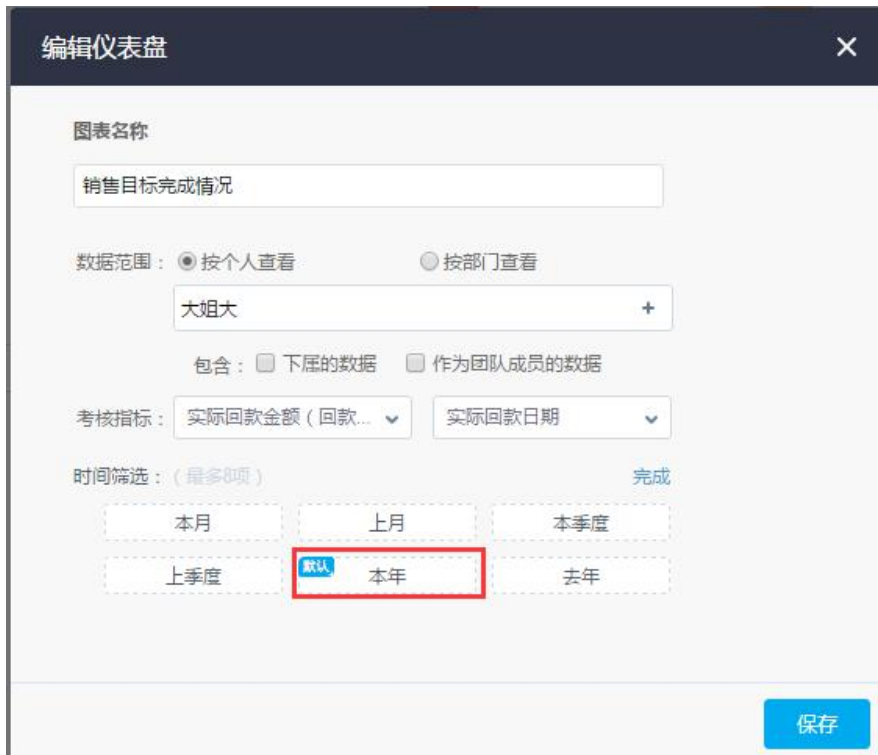 编辑仪表盘
图表名称
销售目标完成情况
数据范围： 按个人查看 按部门查看
大姐大 +
包含： 下属的数据 作为团队成员的数据
考核指标： 实际回款金额（回款... 实际回款日期
时间筛选：（最多8项） 完成
本月 上月 本季度
上季度 默认 本年 去年
保存